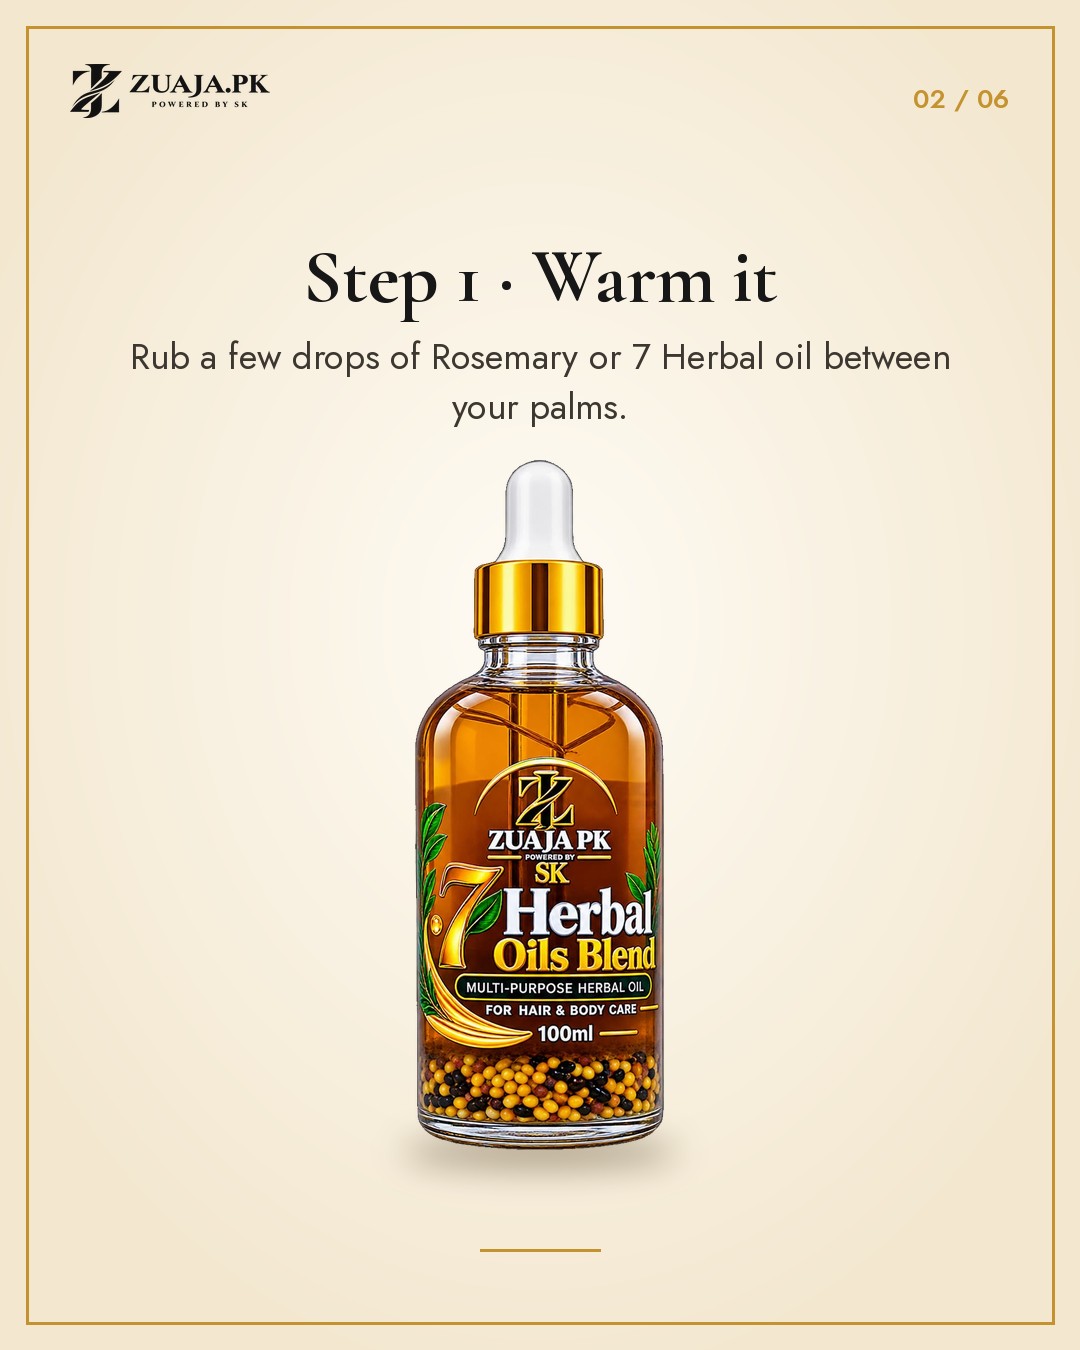 ZUAJA.PK
POWERED BY SK
02 / 06
Step 1 · Warm it
Rub a few drops of Rosemary or 7 Herbal oil between
your palms.
ZUAJA PK
POWERED BY
SK
7 Herbal
Oils Blend
MULTI-PURPOSE HERBAL OIL
FOR HAIR & BODY CARE
100ml